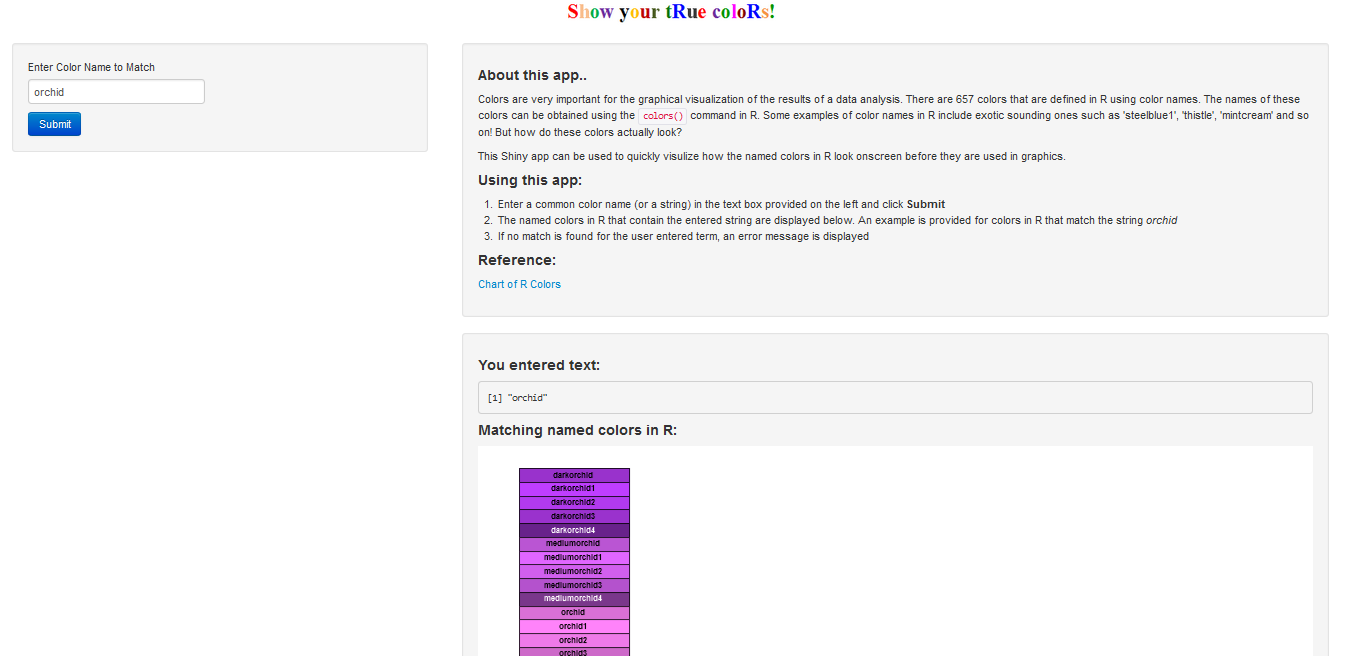 Show your tRue coloRs!
Enter Color Name to Match
orchid
Submit
About this app..
Colors are very important for the graphical visualization of the results of a data analysis. There are 657 colors that are defined in R using color names. The names of these
colors can be obtained using the colors() command in R. Some examples of color names in R include exotic sounding ones such as 'steelblue1', 'thistle', 'mintcream' and so
on! But how do these colors actually look?
This Shiny app can be used to quickly visulize how the named colors in R look onscreen before they are used in graphics.
Using this app:
1. Enter a common color name (or a string) in the text box provided on the left and click Submit
2. The named colors in R that contain the entered string are displayed below. An example is provided for colors in R that match the string orchid
3. If no match is found for the user entered term, an error message is displayed
Reference:
Chart of R Colors
You entered text:
[1] "orchid"
Matching named colors in R:
darkorchid
darkorchid1
darkorchid2
darkorchid3
darkorchid4
mediumorchid
mediumorchid1
mediumorchid2
mediumorchid3
mediumorchid4
orchid
orchid1
orchid2
orchid3